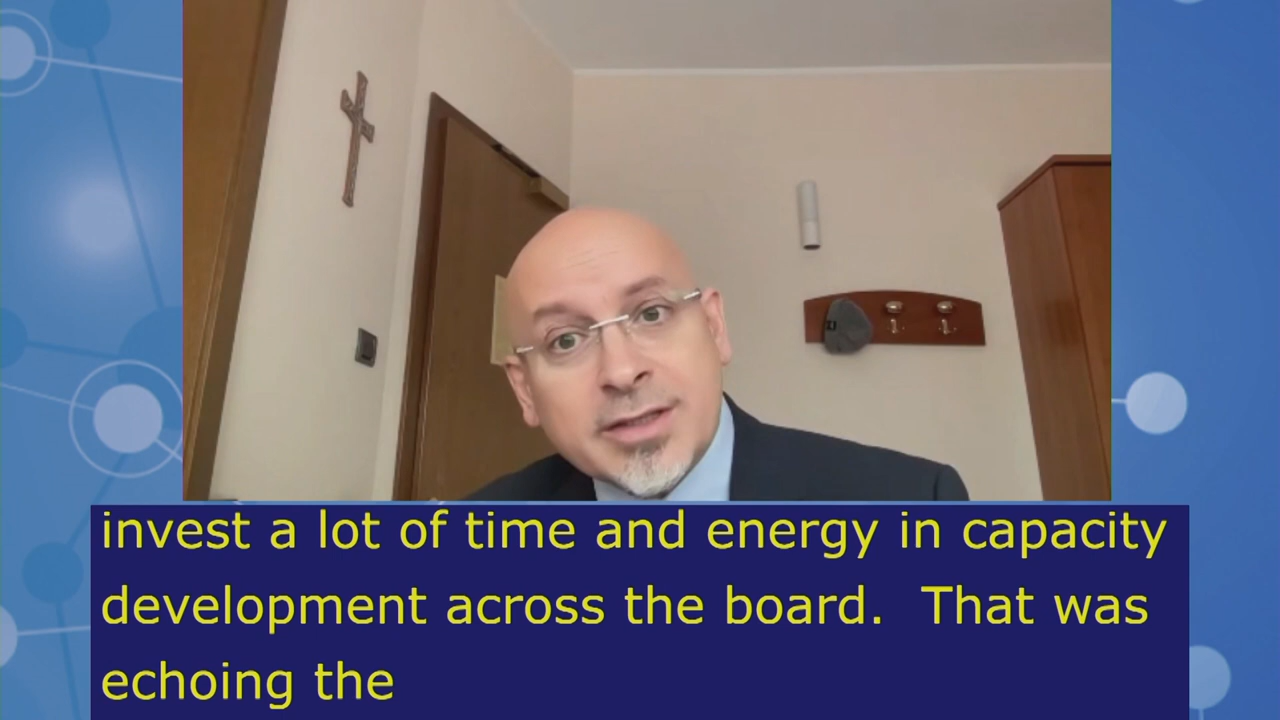 invest a lot of time and energy in capacity
development across the board.  That was
echoing the